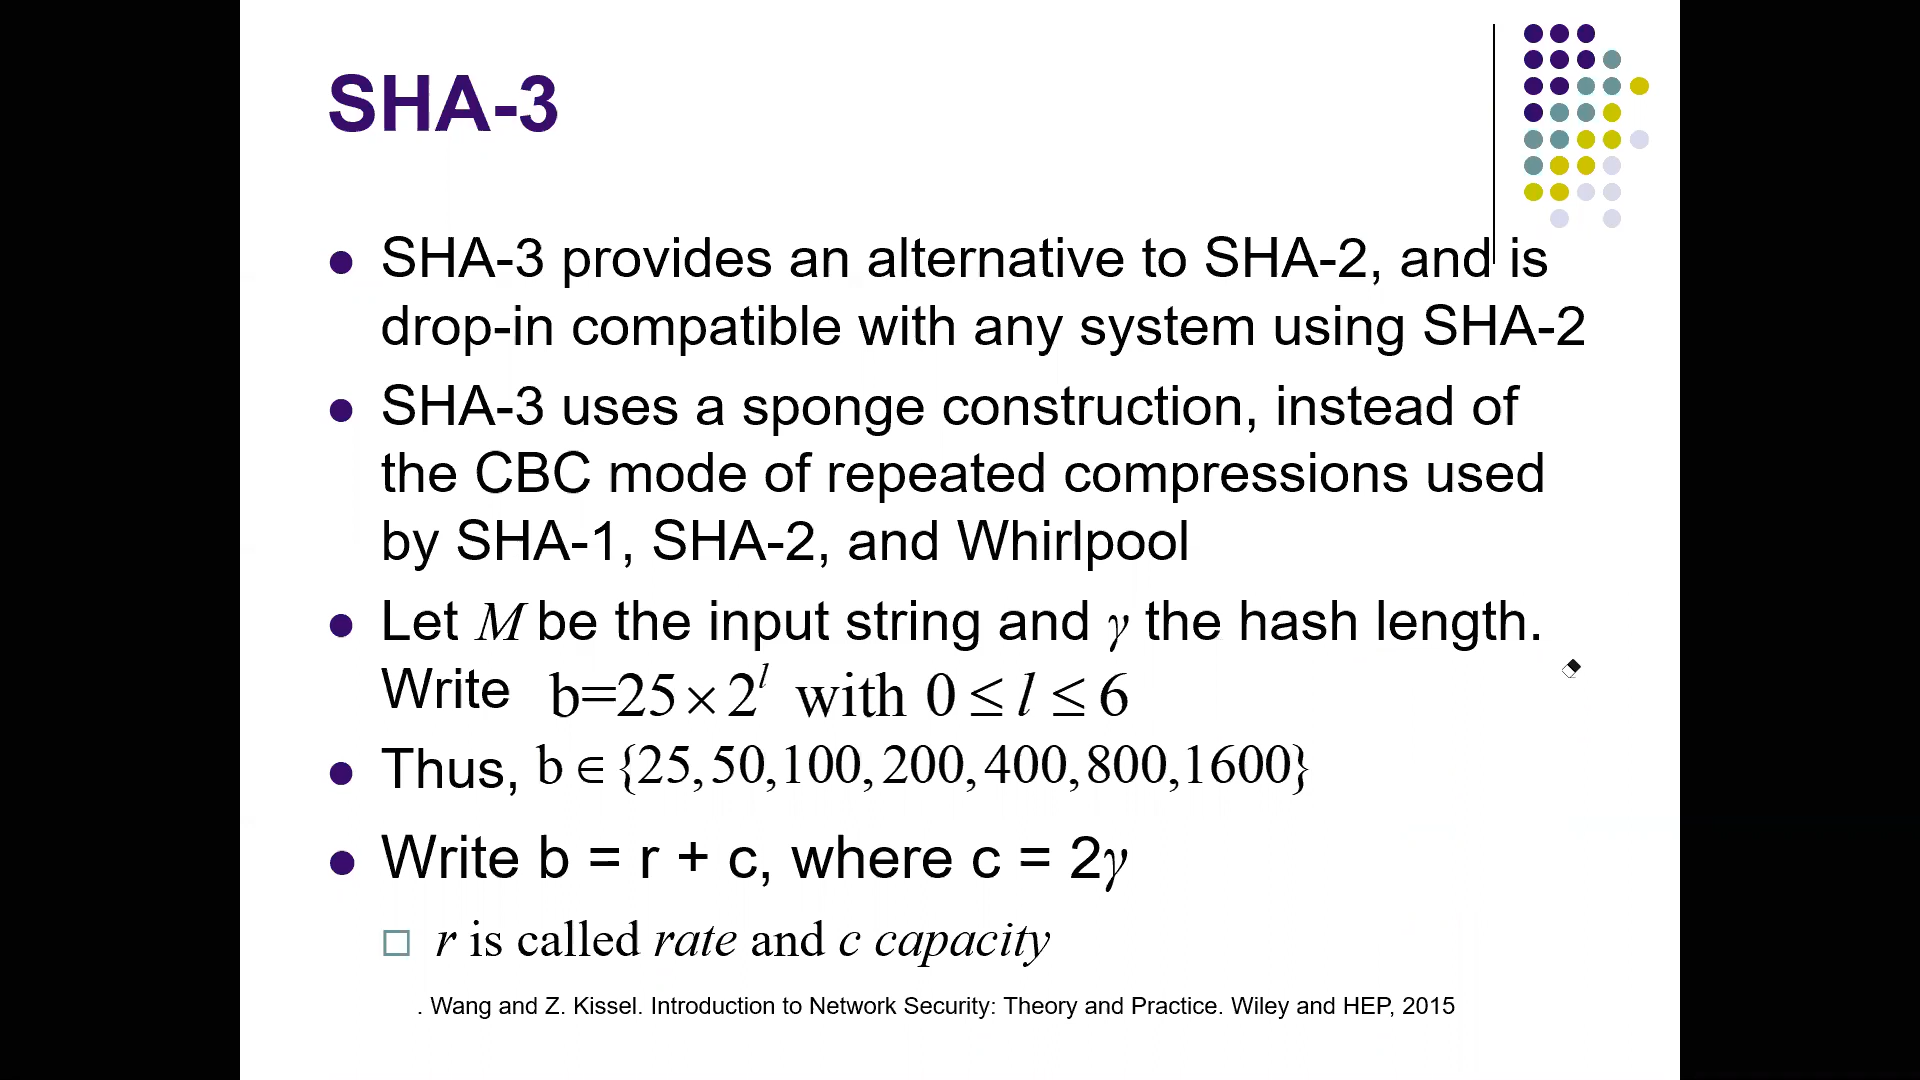 SHA-3
SHA-3 provides an alternative to SHA-2, and is
drop-in compatible with any system using SHA-2
SHA-3 uses a sponge construction, instead of
the CBC mode of repeated compressions used
by SHA-1, SHA-2, and Whirlpool
Let M be the input string and γ the hash length.
Write b=25×2^l with 0 ≤ l ≤ 6
Thus, b ∈ {25, 50, 100, 200, 400, 800, 1600}
Write b = r + c, where c = 2γ
r is called rate and c capacity
. Wang and Z. Kissel. Introduction to Network Security: Theory and Practice. Wiley and HEP, 2015